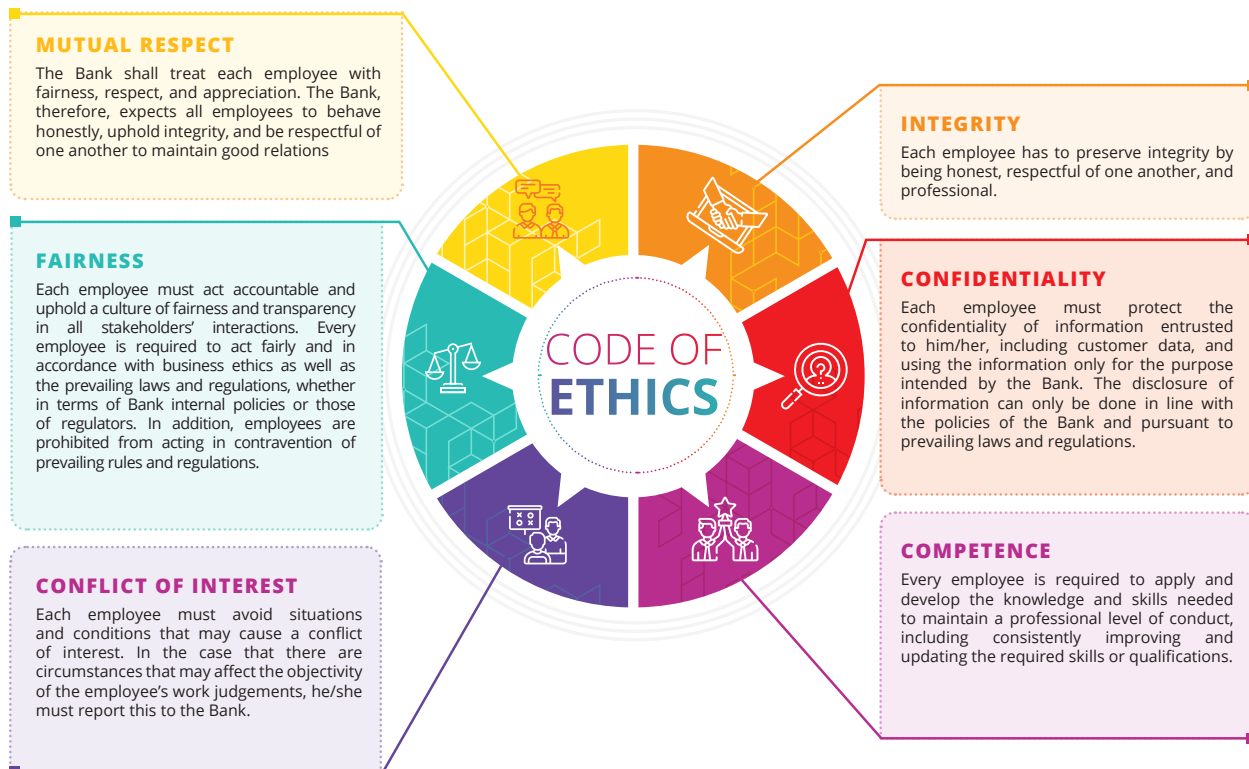 MUTUAL RESPECT
The Bank shall treat each employee with
fairness, respect, and appreciation. The Bank,
therefore, expects all employees to behave
honestly, uphold integrity, and be respectful of
one another to maintain good relations
FAIRNESS
Each employee must act accountable and
uphold a culture of fairness and transparency
in all stakeholders’ interactions. Every
employee is required to act fairly and in
accordance with business ethics as well as
the prevailing laws and regulations, whether
in terms of Bank internal policies or those
of regulators. In addition, employees are
prohibited from acting in contravention of
prevailing rules and regulations.
CONFLICT OF INTEREST
Each employee must avoid situations
and conditions that may cause a conflict
of interest. In the case that there are
circumstances that may affect the objectivity
of the employee’s work judgements, he/she
must report this to the Bank.
CODE OF
ETHICS
INTEGRITY
Each employee has to preserve integrity by
being honest, respectful of one another, and
professional.
CONFIDENTIALITY
Each employee must protect the
confidentiality of information entrusted
to him/her, including customer data, and
using the information only for the purpose
intended by the Bank. The disclosure of
information can only be done in line with
the policies of the Bank and pursuant to
prevailing laws and regulations.
COMPETENCE
Every employee is required to apply and
develop the knowledge and skills needed
to maintain a professional level of conduct,
including consistently improving and
updating the required skills or qualifications.